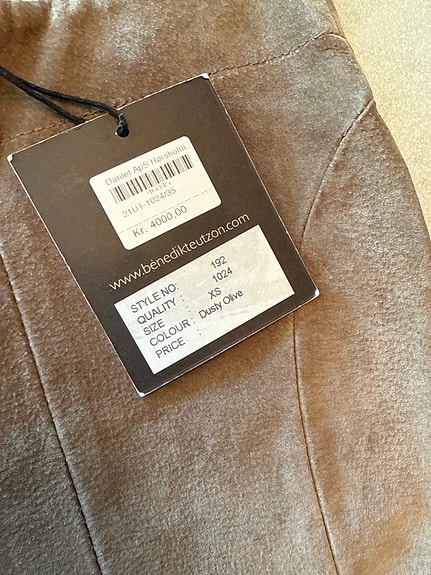 Daniel ApS Hørsholm
21U1-1024/35
Kr. 4000,00
www.benedikteutzon.com
STYLE NO: 192
QUALITY : 1024
SIZE : XS
COLOUR : Dusty Olive
PRICE :